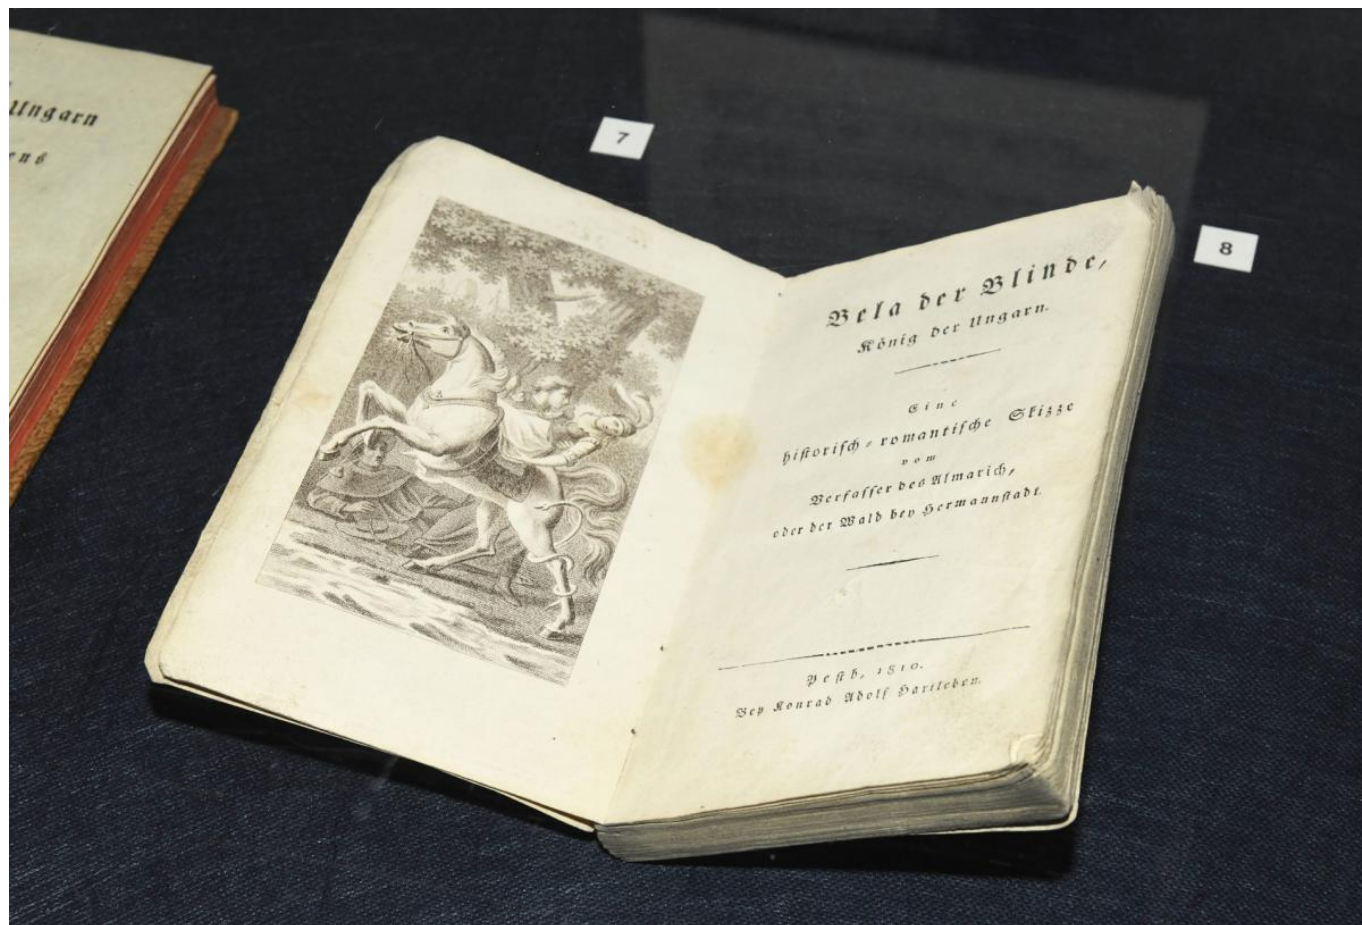 Ungarn
ens
7
8
Bela der Blinde,
König der Ungarn.
Eine
historisch-romantische Skizze
vom
Verfasser des Almarich,
oder der Wald bey Hermannstadt.
Pesth, 1810.
Bey Konrad Adolf Hartleben.